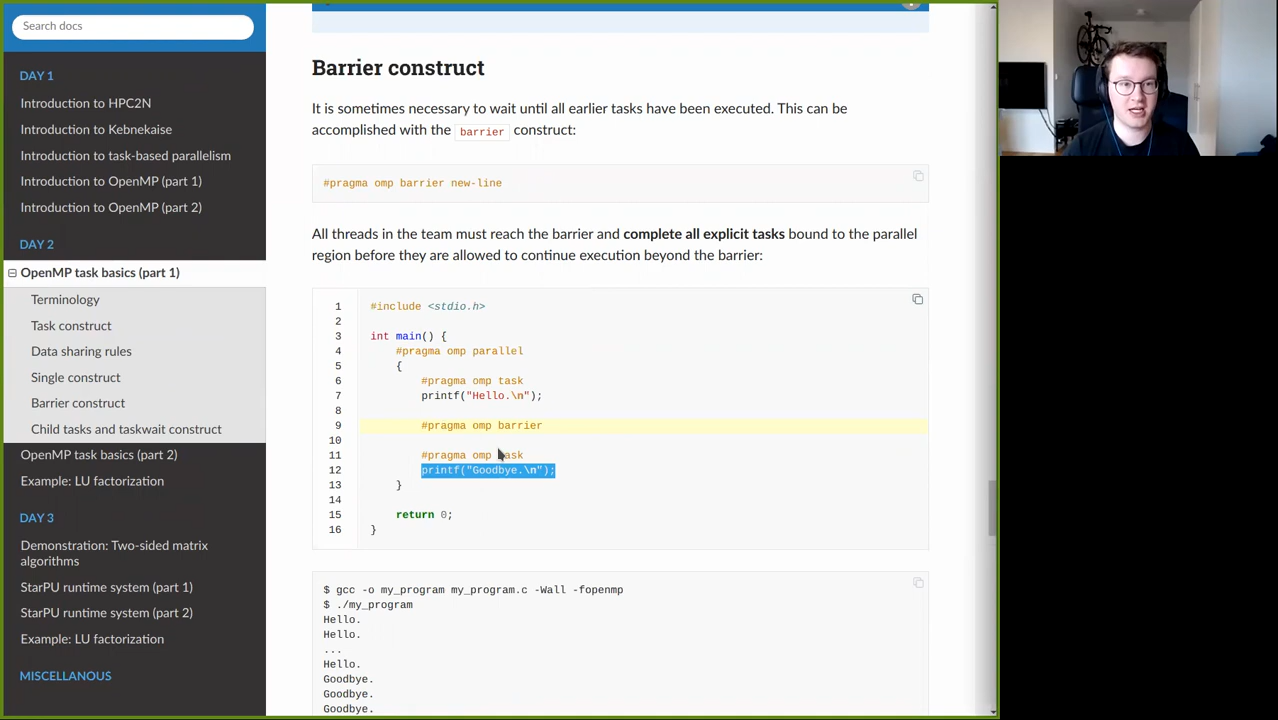 Search docs
DAY 1
Introduction to HPC2N
Introduction to Kebnekaise
Introduction to task-based parallelism
Introduction to OpenMP (part 1)
Introduction to OpenMP (part 2)
DAY 2
OpenMP task basics (part 1)
Terminology
Task construct
Data sharing rules
Single construct
Barrier construct
Child tasks and taskwait construct
OpenMP task basics (part 2)
Example: LU factorization
DAY 3
Demonstration: Two-sided matrix
algorithms
StarPU runtime system (part 1)
StarPU runtime system (part 2)
Example: LU factorization
MISCELLANOUS
Barrier construct
It is sometimes necessary to wait until all earlier tasks have been executed. This can be
accomplished with the barrier construct:
#pragma omp barrier new-line
All threads in the team must reach the barrier and complete all explicit tasks bound to the parallel
region before they are allowed to continue execution beyond the barrier:
1 #include <stdio.h>
2
3 int main() {
4 #pragma omp parallel
5 {
6 #pragma omp task
7 printf("Hello.\n");
8
9 #pragma omp barrier
10
11 #pragma omp task
12 printf("Goodbye.\n");
13 }
14
15 return 0;
16 }
$ gcc -o my_program my_program.c -Wall -fopenmp
$ ./my_program
Hello.
Hello.
...
Hello.
Goodbye.
Goodbye.
Goodbye.